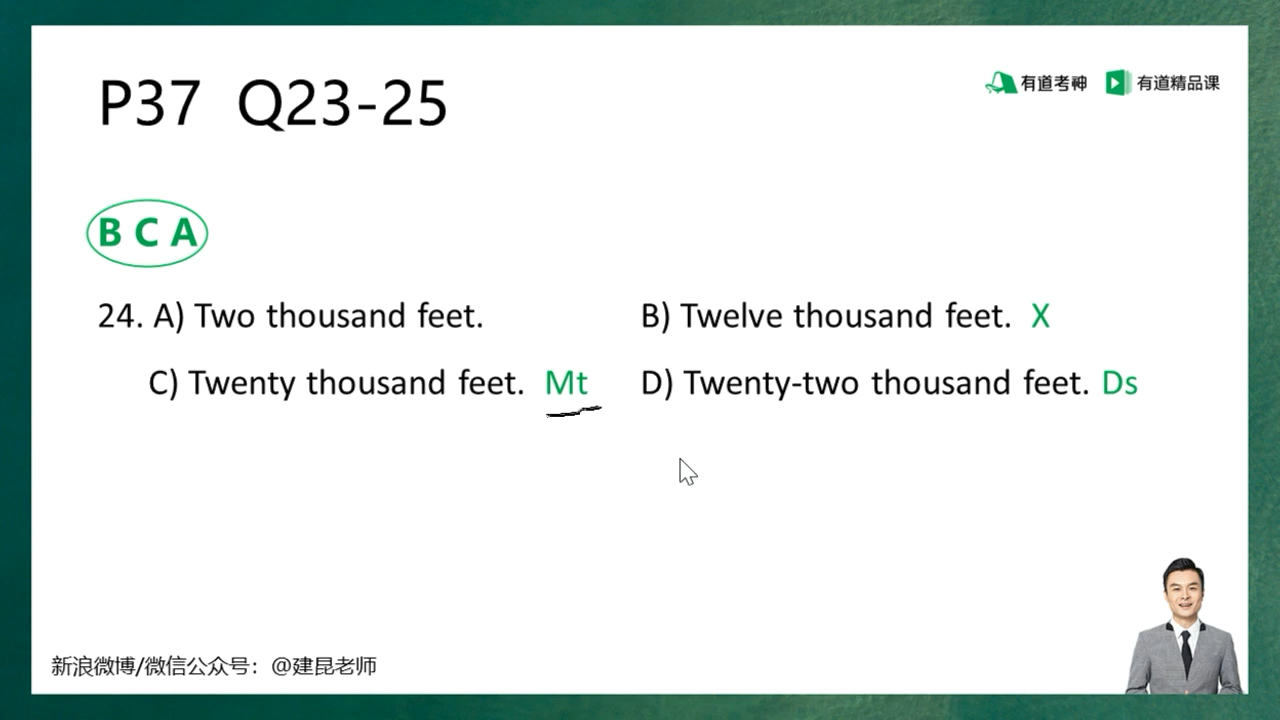 P37 Q23-25
有道考神 有道精品课
B C A
24. A) Two thousand feet. B) Twelve thousand feet. X
C) Twenty thousand feet. Mt D) Twenty-two thousand feet. Ds
新浪微博/微信公众号：@建昆老师